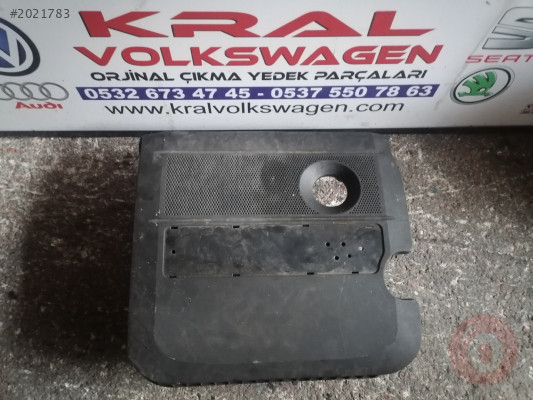 #2021783
KRAL
VOLKSWAGEN
ORJİNAL ÇIKMA YEDEK PARÇALARI
0532 673 47 45 - 0537 550 78 63
www.kralvolkswagen.com
Audi
SEAT